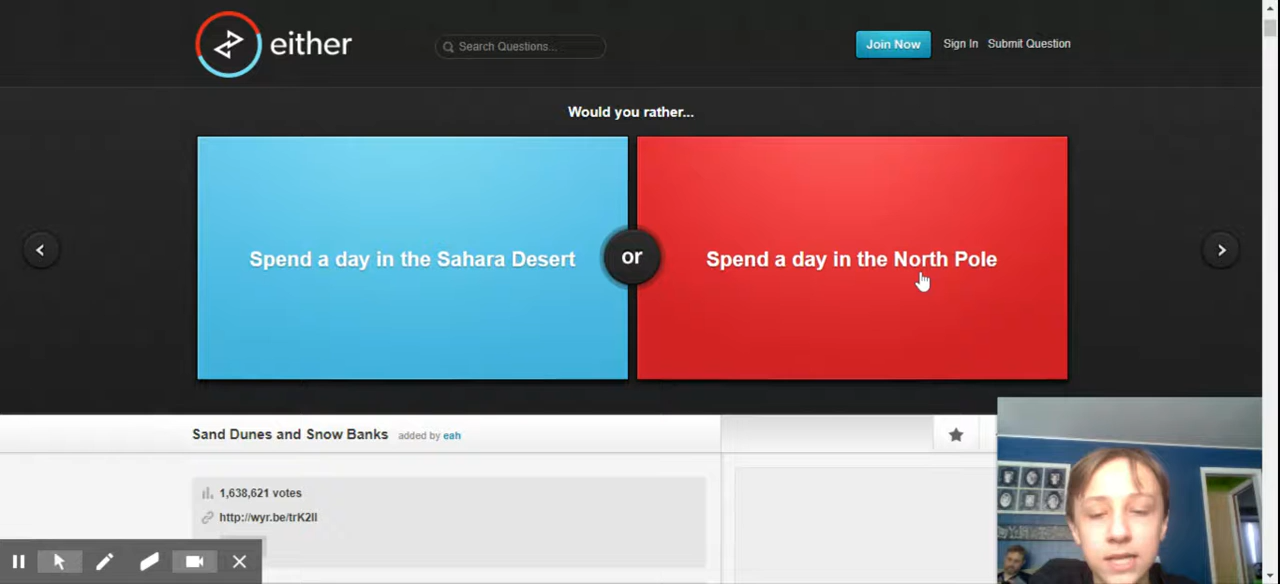 either
Search Questions...
Join Now
Sign In
Submit Question
Would you rather...
Spend a day in the Sahara Desert
or
Spend a day in the North Pole
Sand Dunes and Snow Banks added by eah
1,638,621 votes
http://wyr.be/trK2Il